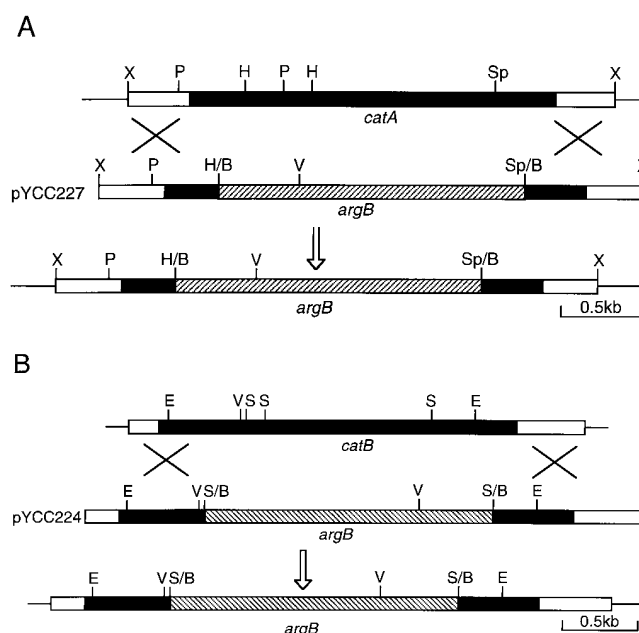 A
X P H P H Sp X
catA
X P H/B V Sp/B X
pYCC227
argB
X P H/B V Sp/B X
argB
0.5kb
B
E V S S S E
catB
E V S/B V S/B E
pYCC224
argB
E V S/B V S/B E
argB
0.5kb